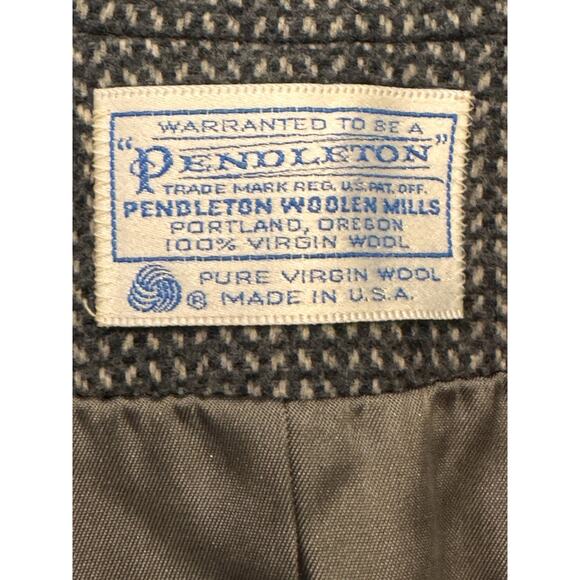 WARRANTED TO BE A
"PENDLETON"
TRADE MARK REG. U.S. PAT. OFF.
PENDLETON WOOLEN MILLS
PORTLAND, OREGON
100% VIRGIN WOOL
PURE VIRGIN WOOL
® MADE IN U.S.A.